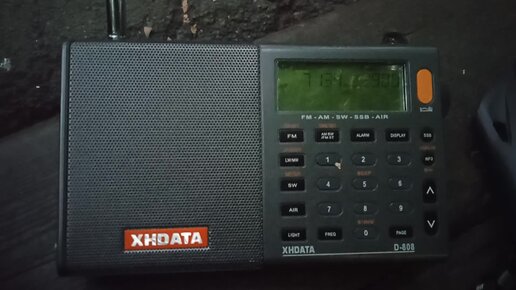 FM - AM - SW - SSB - AIR
FM
ALARM
DISPLAY
SSB
LW/MW
1
2
3
SW
4
5
6
AIR
7
8
9
LIGHT
FREQ
0
PAGE
XHDATA
XHDATA
D-808